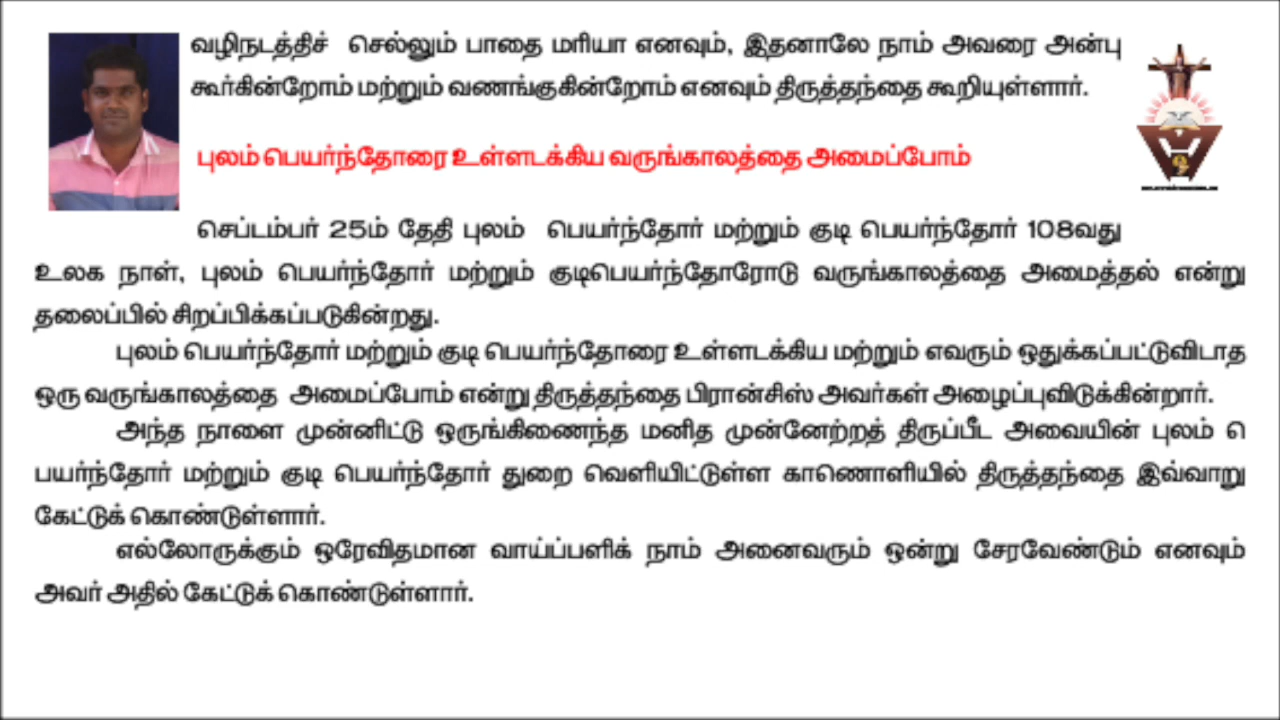 வழிநடத்திச் செல்லும் பாதை மரியா எனவும், இதனாலே நாம் அவரை அன்பு
கூர்கின்றோம் மற்றும் வணங்குகின்றோம் எனவும் திருத்தந்தை கூறியுள்ளார்.
புலம் பெயர்ந்தோரை உள்ளடக்கிய வருங்காலத்தை அமைப்போம்
செப்டம்பர் 25ம் தேதி புலம் பெயர்ந்தோர் மற்றும் குடி பெயர்ந்தோர் 108வது
உலக நாள், புலம் பெயர்ந்தோர் மற்றும் குடிபெயர்ந்தோரோடு வருங்காலத்தை அமைத்தல் என்று
தலைப்பில் சிறப்பிக்கப்படுகின்றது.
புலம் பெயர்ந்தோர் மற்றும் குடி பெயர்ந்தோரை உள்ளடக்கிய மற்றும் எவரும் ஒதுக்கப்பட்டுவிடாத
ஒரு வருங்காலத்தை அமைப்போம் என்று திருத்தந்தை பிரான்சிஸ் அவர்கள் அழைப்புவிடுக்கின்றார்.
அந்த நாளை முன்னிட்டு ஒருங்கிணைந்த மனித முன்னேற்றத் திருப்பீட அவையின் புலம் ெ
பயர்ந்தோர் மற்றும் குடி பெயர்ந்தோர் துறை வெளியிட்டுள்ள காணொளியில் திருத்தந்தை இவ்வாறு
கேட்டுக் கொண்டுள்ளார்.
எல்லோருக்கும் ஒரேவிதமான வாய்ப்பளிக் நாம் அனைவரும் ஒன்று சேரவேண்டும் எனவும்
அவர் அதில் கேட்டுக் கொண்டுள்ளார்.